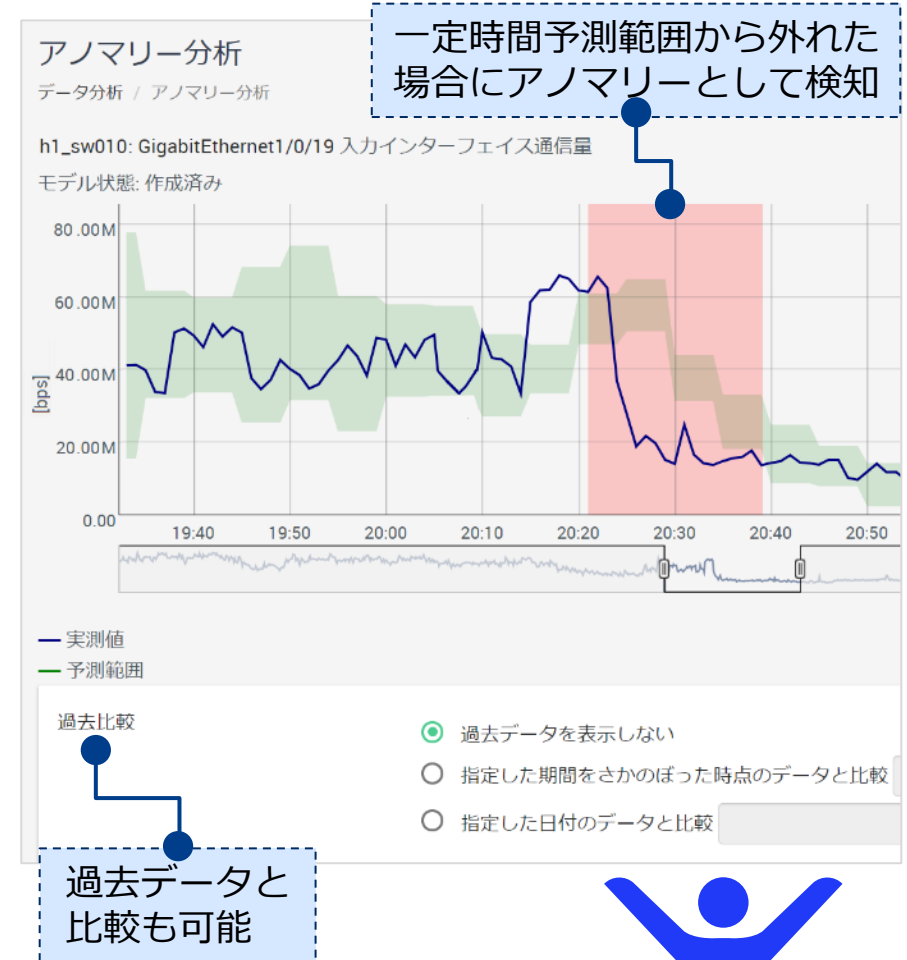 アノマリー分析
データ分析 / アノマリー分析
一定時間予測範囲から外れた
場合にアノマリーとして検知
h1_sw010: GigabitEthernet1/0/19 入力インターフェイス通信量
モデル状態: 作成済み
80.00M
60.00M
40.00M
20.00M
0.00
[bps]
19:40 19:50 20:00 20:10 20:20 20:30 20:40 20:50
実測値
予測範囲
過去比較
過去データを表示しない
指定した期間をさかのぼった時点のデータと比較
指定した日付のデータと比較
過去データと
比較も可能